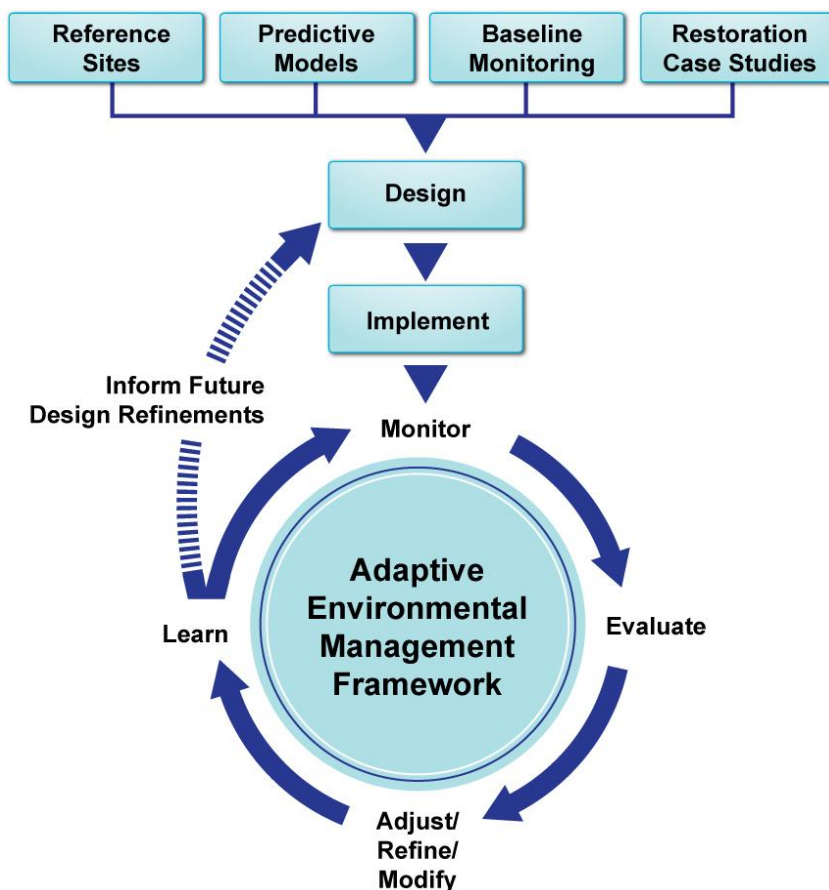 Reference
Sites
Predictive
Models
Baseline
Monitoring
Restoration
Case Studies
Design
Implement
Inform Future
Design Refinements
Monitor
Adaptive
Environmental
Management
Framework
Learn
Evaluate
Adjust/
Refine/
Modify